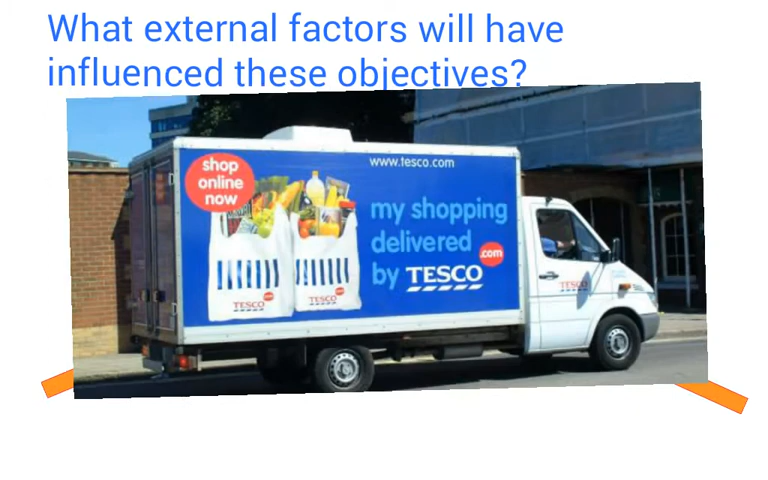 What external factors will have
influenced these objectives?
shop
online
now
www.tesco.com
my shopping
delivered
.com
by TESCO
TESCO
TESCO
TESCO